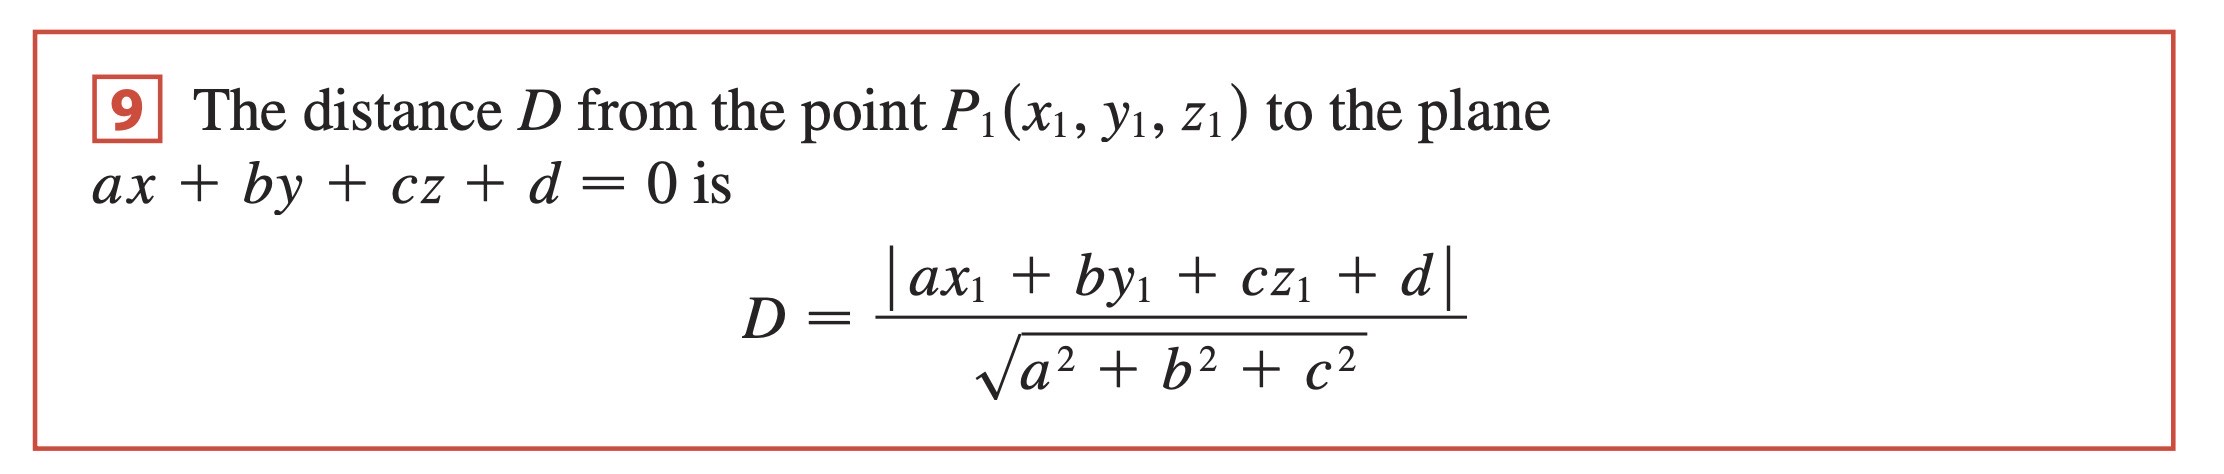 9 The distance D from the point P₁(x₁, y₁, z₁) to the plane
ax + by + cz + d = 0 is
D = |ax₁ + by₁ + cz₁ + d| / √(a² + b² + c²)